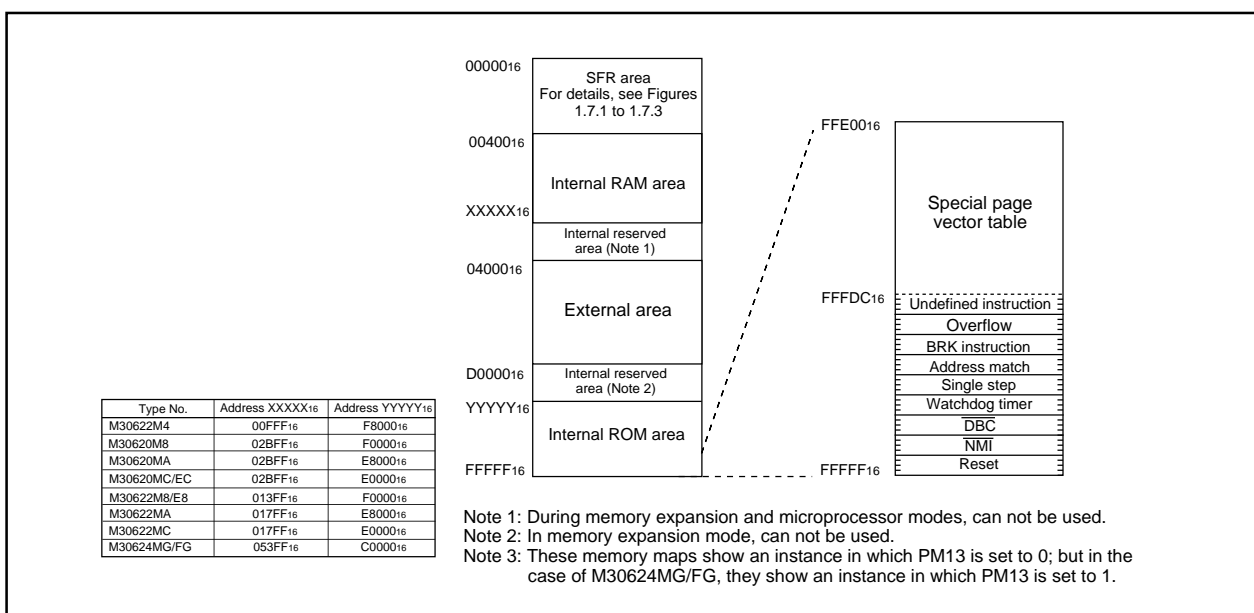 0000016
SFR area
For details, see Figures
1.7.1 to 1.7.3
0040016
Internal RAM area
XXXXX16
Internal reserved
area (Note 1)
0400016
External area
D000016
Internal reserved
area (Note 2)
YYYYY16
Internal ROM area
FFFFF16
FFE0016
Special page
vector table
FFFDC16
Undefined instruction
Overflow
BRK instruction
Address match
Single step
Watchdog timer
DBC
NMI
FFFFF16
Reset
Type No. Address XXXXX16 Address YYYYY16
M30622M4 00FFF16 F800016
M30620M8 02BFF16 F000016
M30620MA 02BFF16 E800016
M30620MC/EC 02BFF16 E000016
M30622M8/E8 013FF16 F000016
M30622MA 017FF16 E800016
M30622MC 017FF16 E000016
M30624MG/FG 053FF16 C000016
Note 1: During memory expansion and microprocessor modes, can not be used.
Note 2: In memory expansion mode, can not be used.
Note 3: These memory maps show an instance in which PM13 is set to 0; but in the
case of M30624MG/FG, they show an instance in which PM13 is set to 1.